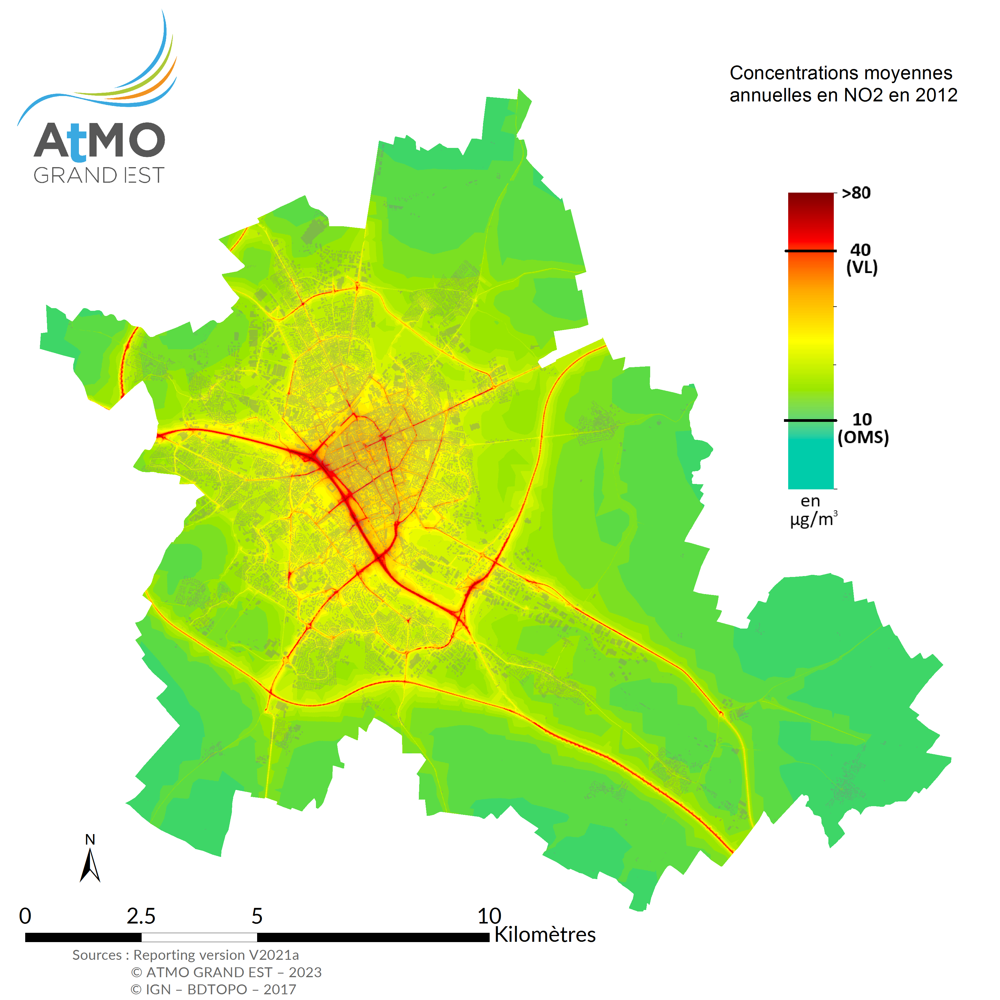 AtMO
GRAND EST
Concentrations moyennes
annuelles en NO2 en 2012
>80
40
(VL)
10
(OMS)
en
µg/m³
N
0 2.5 5 10
Kilomètres
Sources : Reporting version V2021a
© ATMO GRAND EST – 2023
© IGN – BDTOPO – 2017